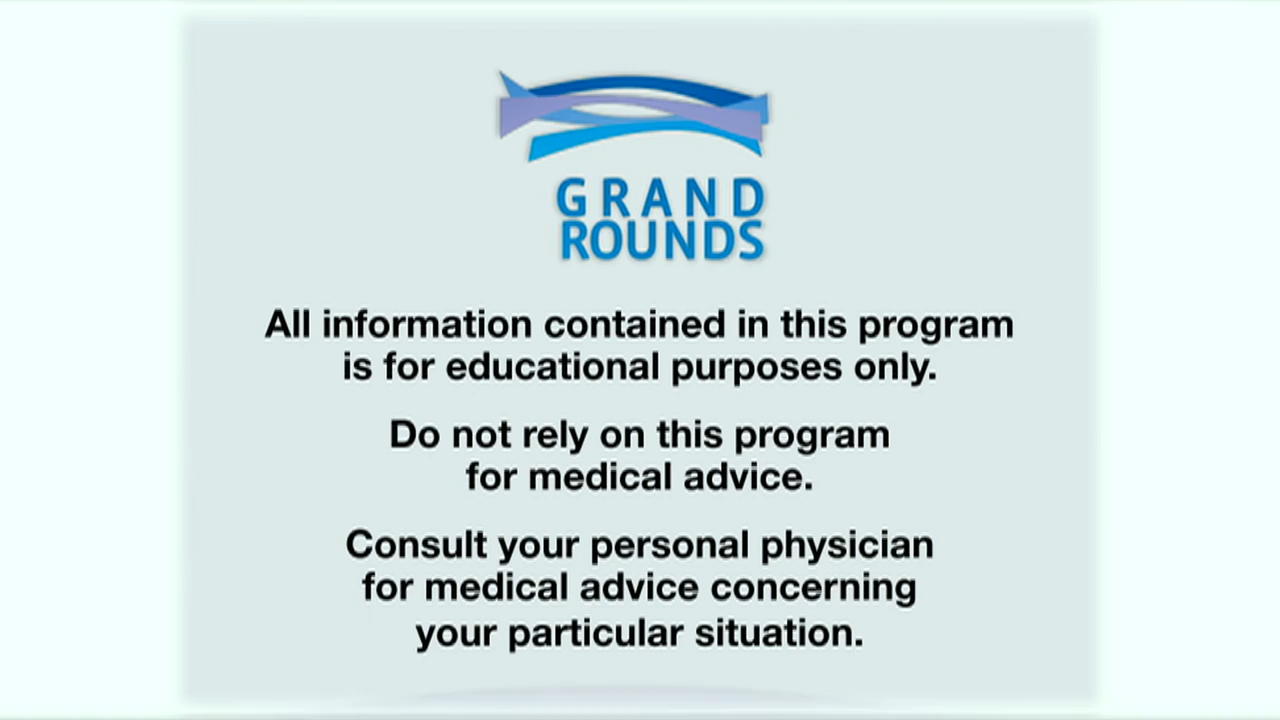 GRAND
ROUNDS
All information contained in this program
is for educational purposes only.
Do not rely on this program
for medical advice.
Consult your personal physician
for medical advice concerning
your particular situation.